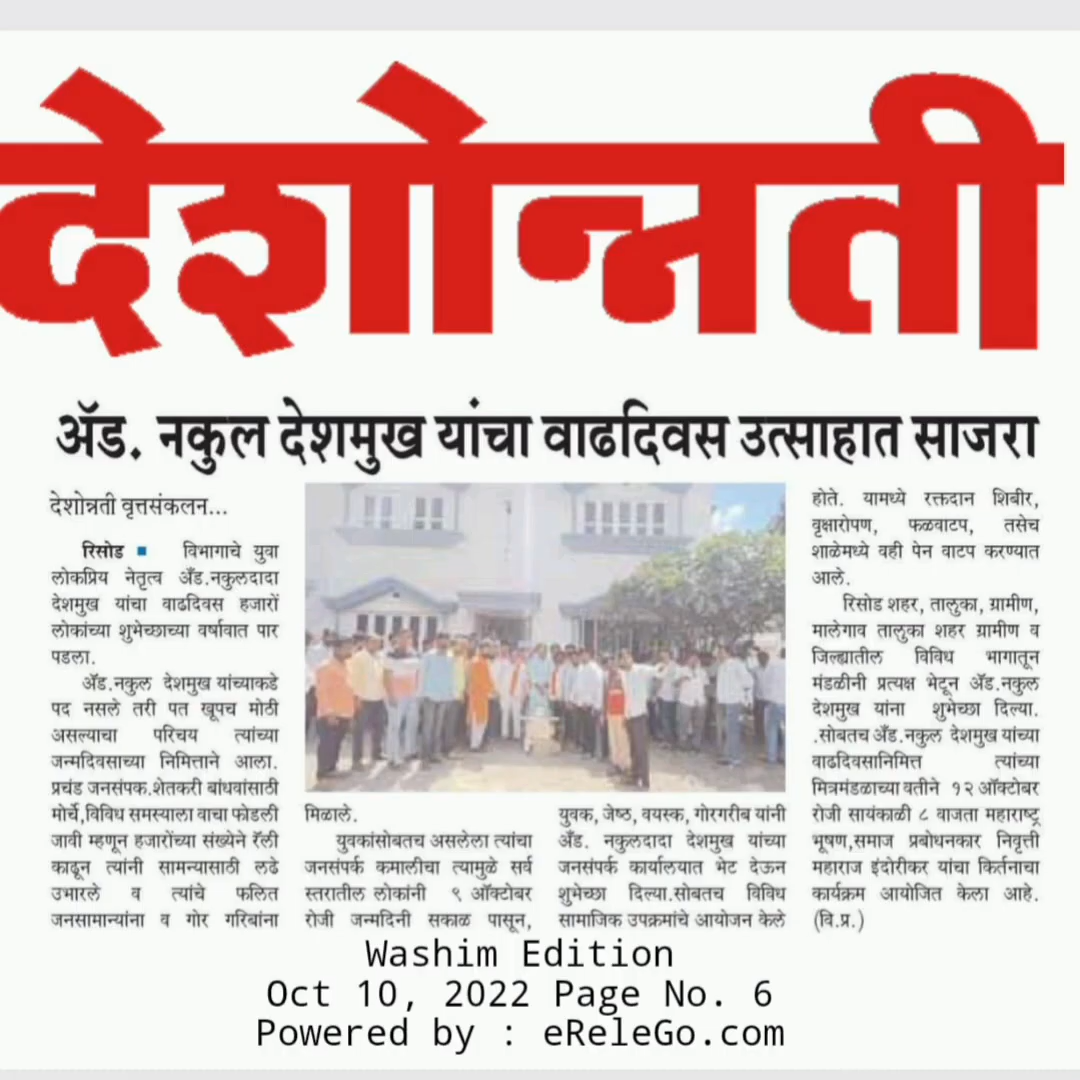 देशोन्नती
ॲड. नकुल देशमुख यांचा वाढदिवस उत्साहात साजरा
देशोन्नती वृत्तसंकलन...
रिसोड ■ विभागाचे युवा
लोकप्रिय नेतृत्व अँड.नकुलदादा
देशमुख यांचा वाढदिवस हजारों
लोकांच्या शुभेच्छाच्या वर्षावात पार
पडला.
ॲड.नकुल देशमुख यांच्याकडे
पद नसले तरी पत खूपच मोठी
असल्याचा परिचय त्यांच्या
जन्मदिवसाच्या निमित्ताने आला.
प्रचंड जनसंपक.शेतकरी बांधवांसाठी
मोर्चे,विविध समस्याला वाचा फोडली
जावी म्हणून हजारोंच्या संख्येने रॅली
काढून त्यांनी सामन्यासाठी लढे
उभारले व त्यांचे फलित
जनसामान्यांना व गोर गरिबांना
मिळाले.
युवकांसोबतच असलेला त्यांचा
जनसंपर्क कमालीचा त्यामुळे सर्व
स्तरातील लोकांनी ९ ऑक्टोबर
रोजी जन्मदिनी सकाळ पासून,
युवक, जेष्ठ, वयस्क, गोरगरीब यांनी
अँड. नकुलदादा देशमुख यांच्या
जनसंपर्क कार्यालयात भेट देऊन
शुभेच्छा दिल्या.सोबतच विविध
सामाजिक उपक्रमांचे आयोजन केले
होते. यामध्ये रक्तदान शिबीर,
वृक्षारोपण, फळवाटप, तसेच
शाळेमध्ये वही पेन वाटप करण्यात
आले.
रिसोड शहर, तालुका, ग्रामीण,
मालेगाव तालुका शहर ग्रामीण व
जिल्ह्यातील विविध भागातून
मंडळीनी प्रत्यक्ष भेटून ॲड.नकुल
देशमुख यांना शुभेच्छा दिल्या.
.सोबतच अँड.नकुल देशमुख यांच्या
वाढदिवसानिमित्त त्यांच्या
मित्रमंडळाच्या वतीने १२ ऑक्टोबर
रोजी सायंकाळी ८ वाजता महाराष्ट्र
भूषण,समाज प्रबोधनकार निवृत्ती
महाराज इंदोरीकर यांचा किर्तनाचा
कार्यक्रम आयोजित केला आहे.
(वि.प्र.)
Washim Edition
Oct 10, 2022 Page No. 6
Powered by : eReleGo.com